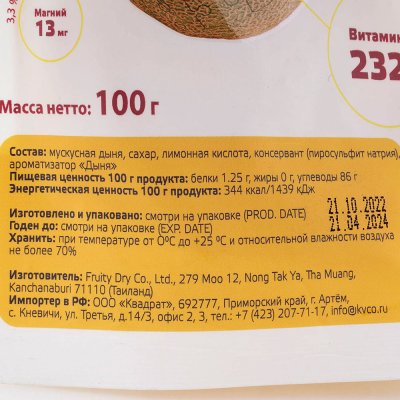 3,3
Магний
13 мг
Витамин
232
Масса нетто: 100 г
Состав: мускусная дыня, сахар, лимонная кислота, консервант (пиросульфит натрия),
ароматизатор «Дыня»
Пищевая ценность 100 г продукта: белки 1.25 г, жиры 0 г, углеводы 86 г
Энергетическая ценность 100 г продукта: 344 ккал/1439 кДж
Изготовлено и упаковано: смотри на упаковке (PROD. DATE) 21.10.2022
Годен до: смотри на упаковке (EXP. DATE) 21.04.2024
Хранить: при температуре от 0ºС до +25 ºС и относительной влажности воздуха
не более 70%
Изготовитель: Fruity Dry Co., Ltd., 279 Moo 12, Nong Tak Ya, Tha Muang,
Kanchanaburi 71110 (Таиланд)
Импортер в РФ: ООО «Квадрат», 692777, Приморский край, г. Артём,
с. Кневичи, ул. Третья, д.14/3, офис 2, 3, тел.: +7 (423) 207-71-17, info@kvco.ru